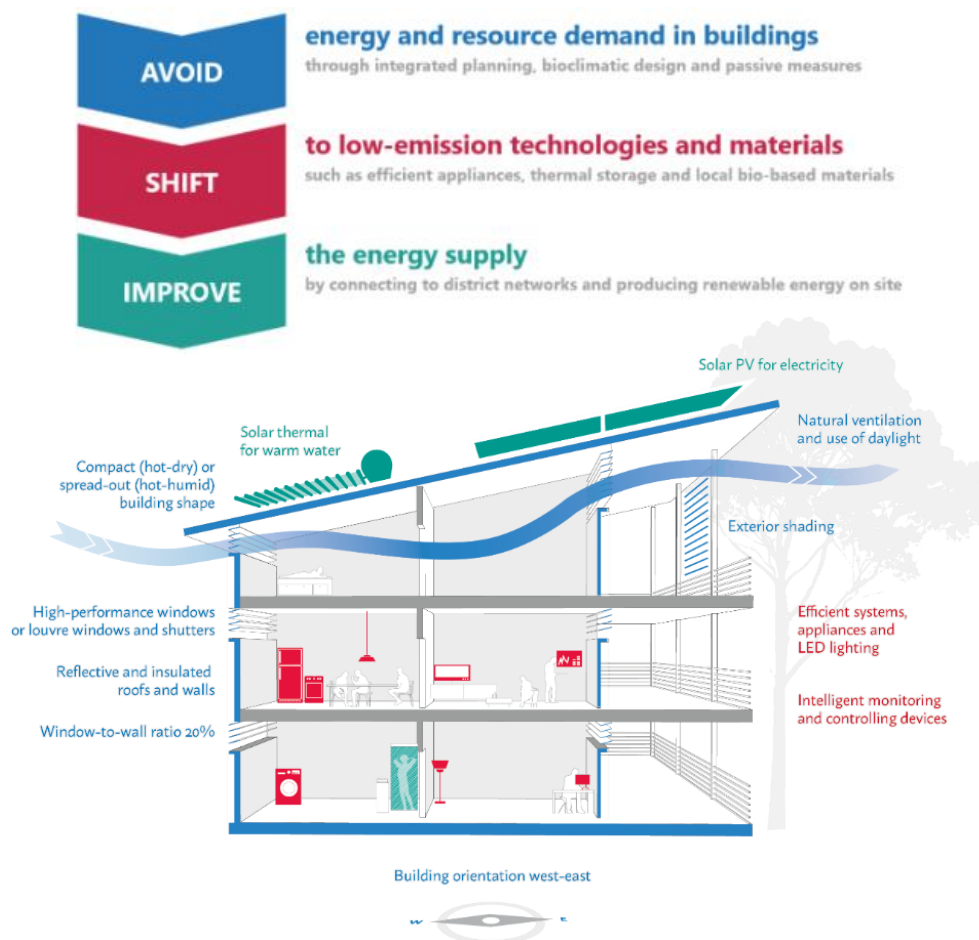 AVOID
energy and resource demand in buildings
through integrated planning, bioclimatic design and passive measures
SHIFT
to low-emission technologies and materials
such as efficient appliances, thermal storage and local bio-based materials
IMPROVE
the energy supply
by connecting to district networks and producing renewable energy on site
Solar PV for electricity
Solar thermal
for warm water
Natural ventilation
and use of daylight
Compact (hot-dry) or
spread-out (hot-humid)
building shape
Exterior shading
High-performance windows
or louvre windows and shutters
Efficient systems,
appliances and
LED lighting
Reflective and insulated
roofs and walls
Intelligent monitoring
and controlling devices
Window-to-wall ratio 20%
Building orientation west-east
W
E